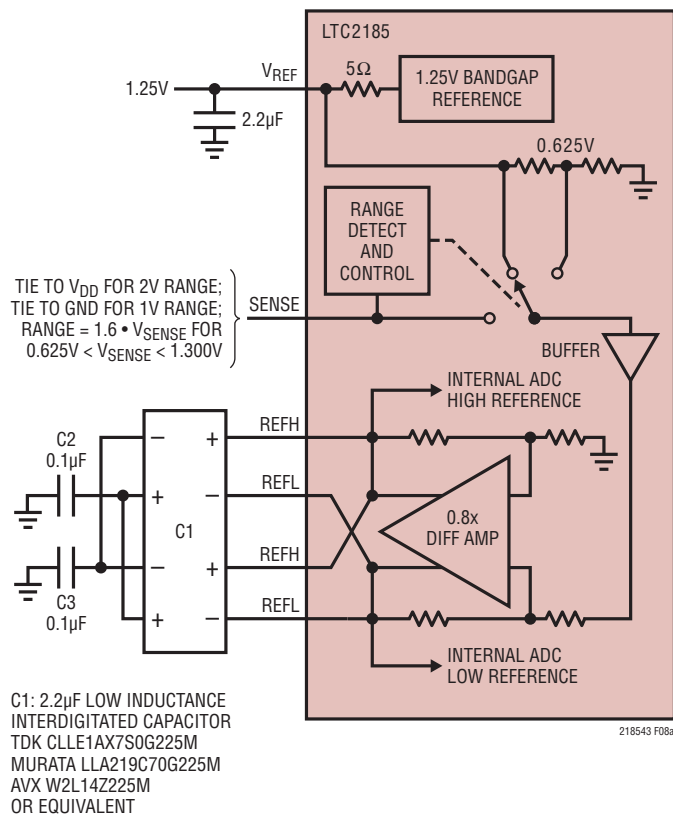 LTC2185
1.25V
VREF
5Ω
1.25V BANDGAP
REFERENCE
2.2µF
0.625V
RANGE
DETECT
AND
CONTROL
TIE TO VDD FOR 2V RANGE;
TIE TO GND FOR 1V RANGE;
RANGE = 1.6 • VSENSE FOR
0.625V < VSENSE < 1.300V
SENSE
BUFFER
INTERNAL ADC
HIGH REFERENCE
C2
0.1µF
C3
0.1µF
C1
–
+
–
+
+
–
+
–
REFH
REFL
REFH
REFL
0.8x
DIFF AMP
INTERNAL ADC
LOW REFERENCE
C1: 2.2µF LOW INDUCTANCE
INTERDIGITATED CAPACITOR
TDK CLLE1AX7S0G225M
MURATA LLA219C70G225M
AVX W2L14Z225M
OR EQUIVALENT
218543 F08a